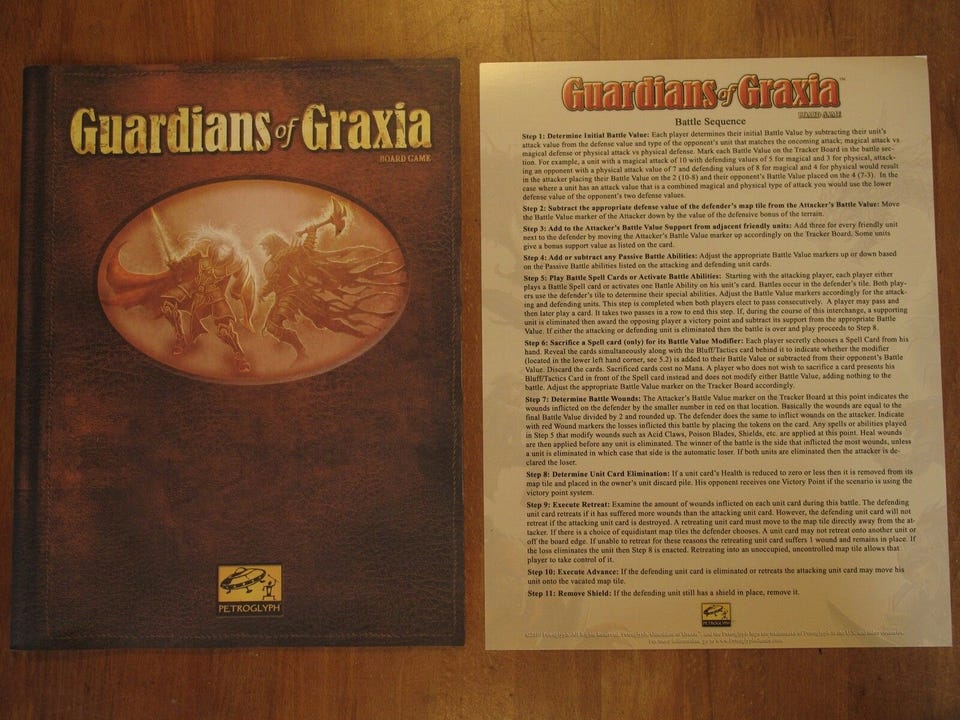 Guardians of Graxia
BOARD GAME
PETROGLYPH
Guardians of Graxia™
BOARD GAME
Battle Sequence
Step 1: Determine Initial Battle Value: Each player determines their initial Battle Value by subtracting their unit's
attack value from the defense value and type of the opponent's unit that matches the oncoming attack; magical attack vs
magical defense or physical attack vs physical defense. Mark each Battle Value on the Tracker Board in the battle sec-
tion. For example, a unit with a magical attack of 10 with defending values of 5 for magical and 3 for physical, attack-
ing an opponent with a physical attack value of 7 and defending values of 8 for magical and 4 for physical would result
in the attacker placing their Battle Value on the 2 (10-8) and their opponent's Battle Value placed on the 4 (7-3). In the
case where a unit has an attack value that is a combined magical and physical type of attack you would use the lower
defense value of the opponent's two defense values.
Step 2: Subtract the appropriate defense value of the defender's map tile from the Attacker's Battle Value: Move
the Battle Value marker of the Attacker down by the value of the defensive bonus of the terrain.
Step 3: Add to the Attacker's Battle Value Support from adjacent friendly units: Add three for every friendly unit
next to the defender by moving the Attacker's Battle Value marker up accordingly on the Tracker Board. Some units
give a bonus support value as listed on the card.
Step 4: Add or subtract any Passive Battle Abilities: Adjust the appropriate Battle Value markers up or down based
on the Passive Battle abilities listed on the attacking and defending unit cards.
Step 5: Play Battle Spell Cards or Activate Battle Abilities: Starting with the attacking player, each player either
plays a Battle Spell Card or activates one Battle Ability on his unit's card. Battles occur in the defender's tile. Both play-
ers use the defender's tile to determine their special abilities. Adjust the Battle Value markers accordingly for the attack-
ing and defending units. This step is completed when both players elect to pass consecutively. A player may pass and
then later play a card. It takes two passes in a row to end this step. If, during the course of this interchange, a supporting
unit is eliminated then award the opposing player a victory point and subtract its support from the appropriate Battle
Value. If either the attacking or defending unit is eliminated then the battle is over and play proceeds to Step 8.
Step 6: Sacrifice a Spell card (only) for its Battle Value Modifier: Each player secretly chooses a Spell Card from his
hand. Reveal the cards simultaneously along with the Bluff/Tactics card behind it to indicate whether the modifier
(located in the lower left hand corner, see 5.2) is added to their Battle Value or subtracted from their opponent's Battle
Value. Discard the cards. Sacrificed cards cost no Mana. A player who does not wish to sacrifice a card presents his
Bluff/Tactics Card in front of the Spell card instead and does not modify either Battle Value, adding nothing to the
battle. Adjust the appropriate Battle Value marker on the Tracker Board accordingly.
Step 7: Determine Battle Wounds: The Attacker's Battle Value marker on the Tracker Board at this point indicates the
wounds inflicted on the defender by the smaller number in red on that location. Basically the wounds are equal to the
final Battle Value divided by 2 and rounded up. The defender does the same to inflict wounds on the attacker. Indicate
with red Wound markers the losses inflicted this battle by placing the tokens on the card. Any spells or abilities played
in Step 5 that modify wounds such as Acid Claws, Poison Blades, Shields, etc. are applied at this point. Heal wounds
are then applied before any unit is eliminated. The winner of the battle is the side that inflicted the most wounds, unless
a unit is eliminated in which case that side is the automatic loser. If both units are eliminated then the attacker is de-
clared the loser.
Step 8: Determine Unit Card Elimination: If a unit card's Health is reduced to zero or less then it is removed from its
map tile and placed in the owner's unit discard pile. His opponent receives one Victory Point if the scenario is using the
victory point system.
Step 9: Execute Retreat: Examine the amount of wounds inflicted on each unit card during this battle. The defending
unit card retreats if it has suffered more wounds than the attacking unit card. However, the defending unit card will not
retreat if the attacking unit card is destroyed. A retreating unit card must move to the map tile directly away from the at-
tacker. If there is a choice of equidistant map tiles the defender chooses. A unit card may not retreat onto another unit or
off the board edge. If unable to retreat for these reasons the retreating unit card suffers 1 wound and remains in place. If
the loss eliminates the unit then Step 8 is enacted. Retreating into an unoccupied, uncontrolled map tile allows that
player to take control of it.
Step 10: Execute Advance: If the defending unit card is eliminated or retreats the attacking unit card may move his
unit onto the vacated map tile.
Step 11: Remove Shield: If the defending unit still has a shield in place, remove it.
PETROGLYPH
©2010 Petroglyph. All Rights Reserved. Petroglyph, Guardians of Graxia™ and the Petroglyph logo are trademarks of Petroglyph in the U.S. and other countries.
For more information, go to www.